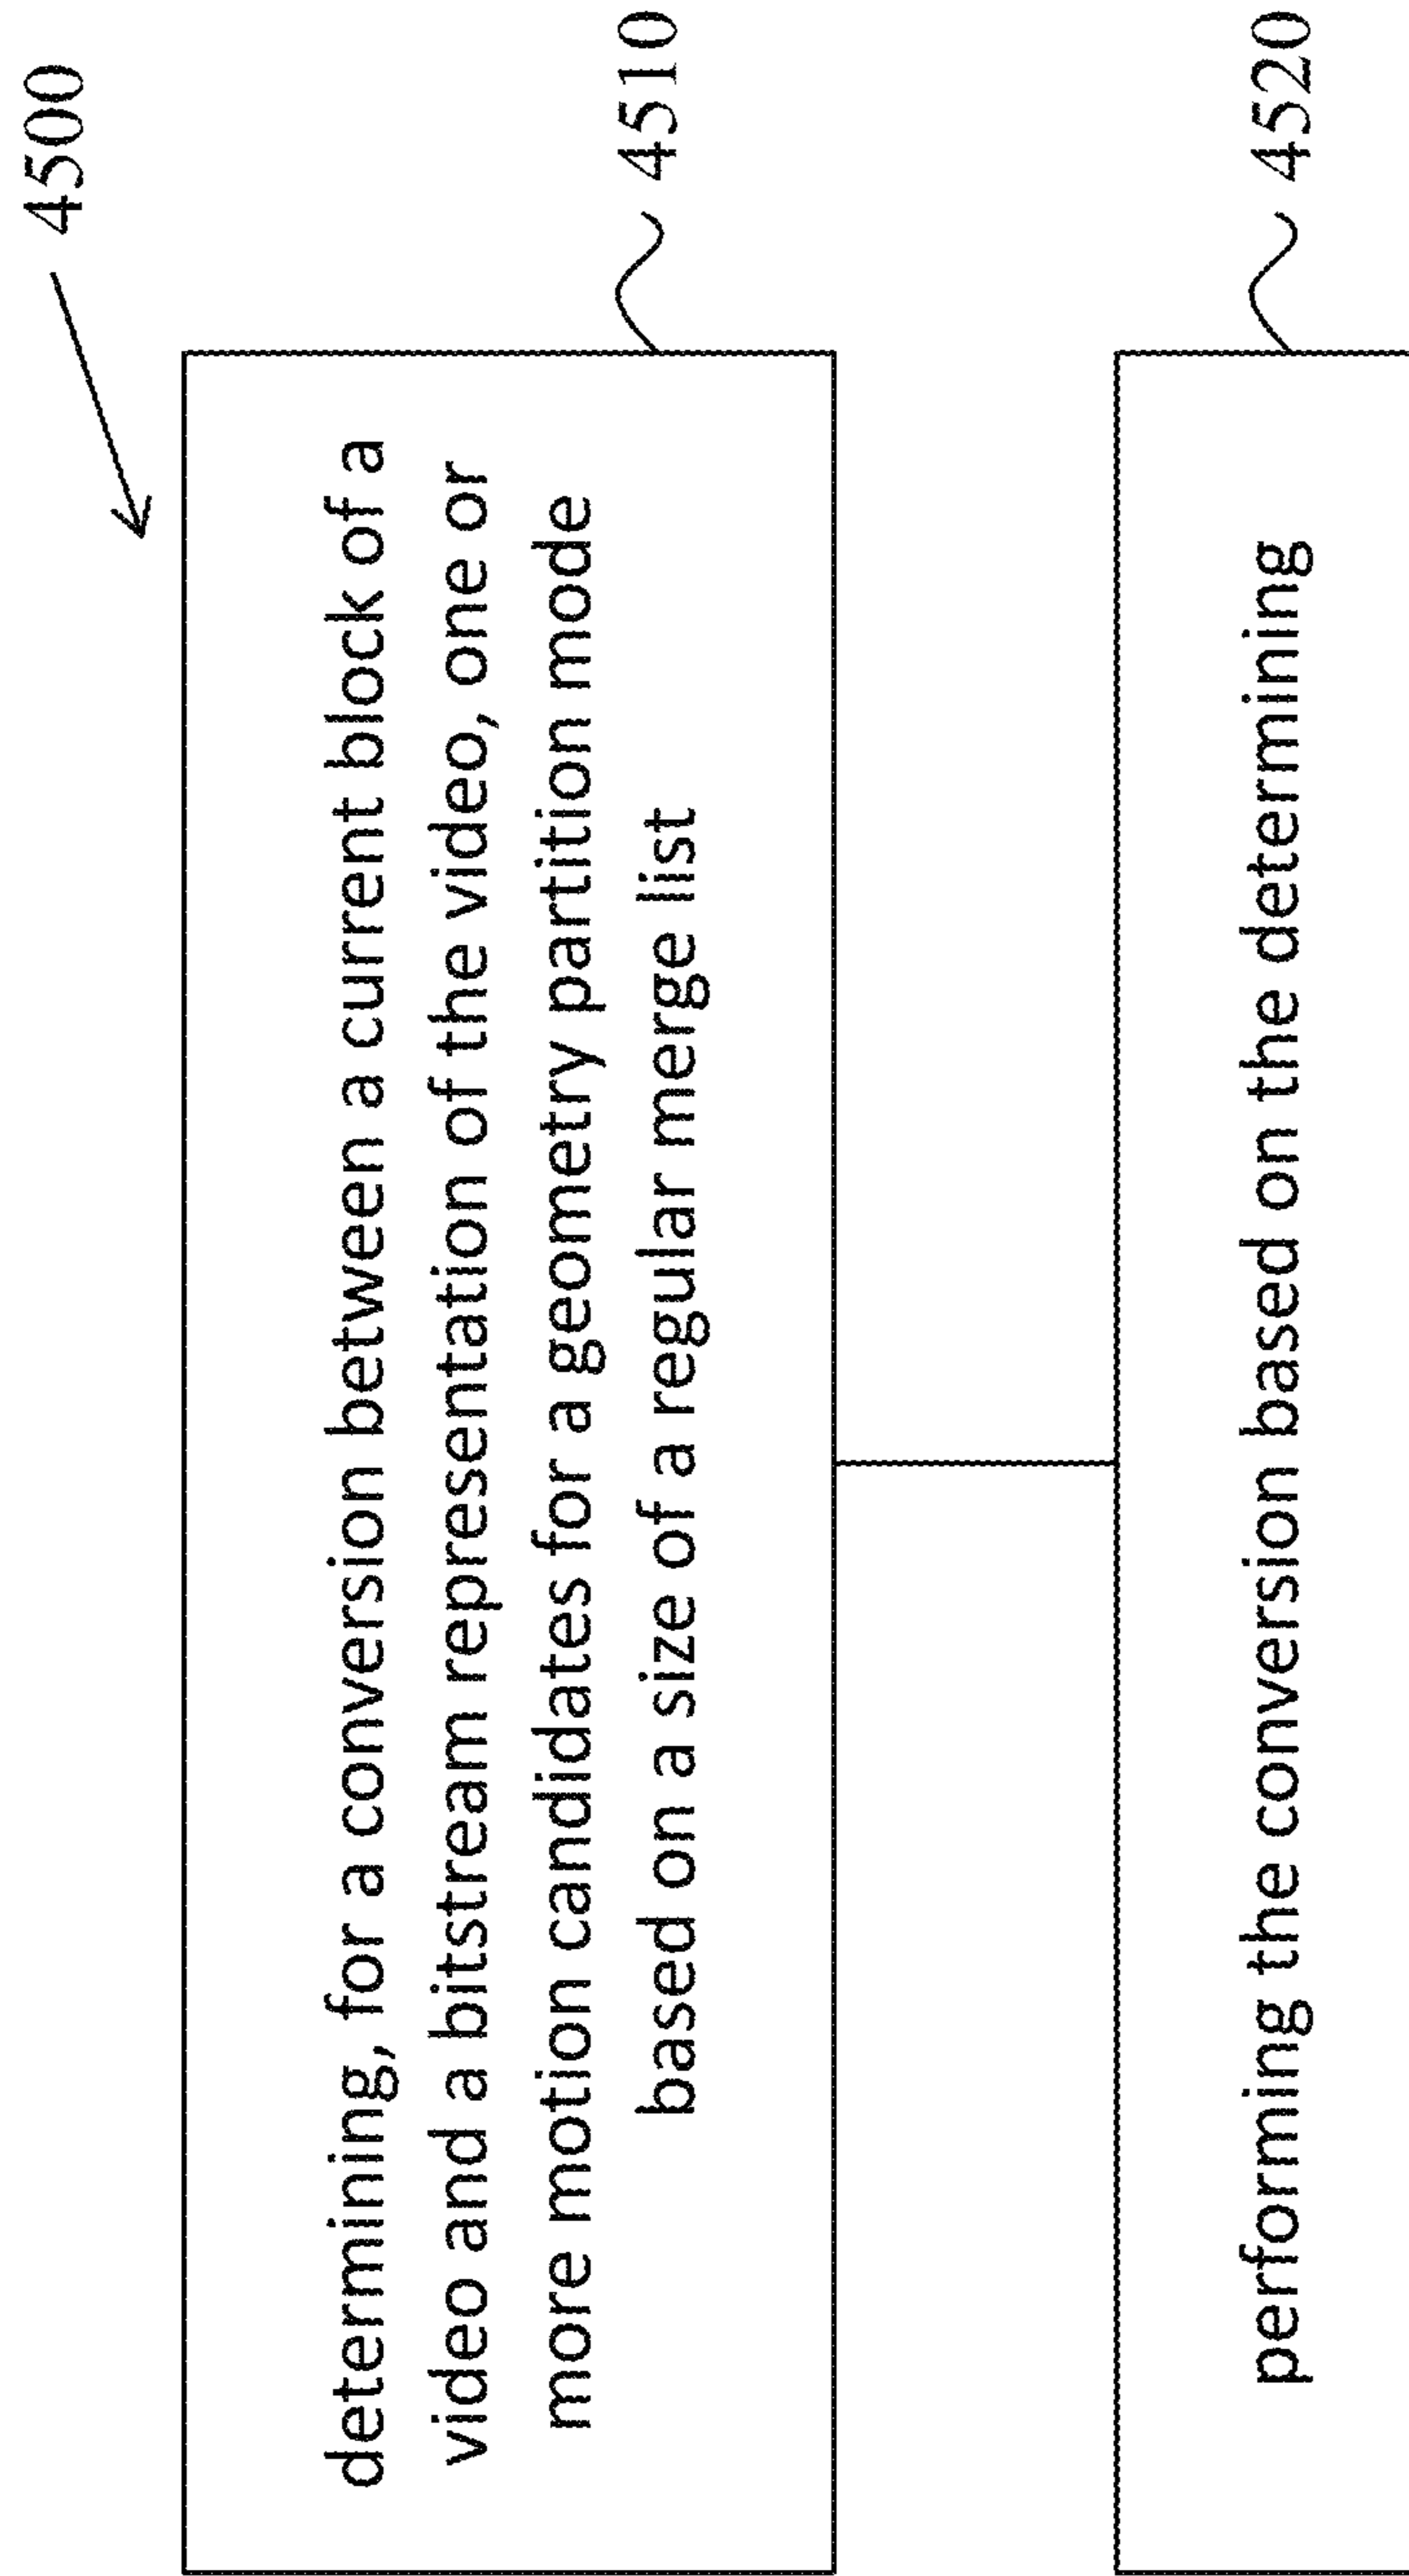 4500
determining, for a conversion between a current block of a
video and a bitstream representation of the video, one or
more motion candidates for a geometry partition mode
based on a size of a regular merge list
4510
performing the conversion based on the determining
4520